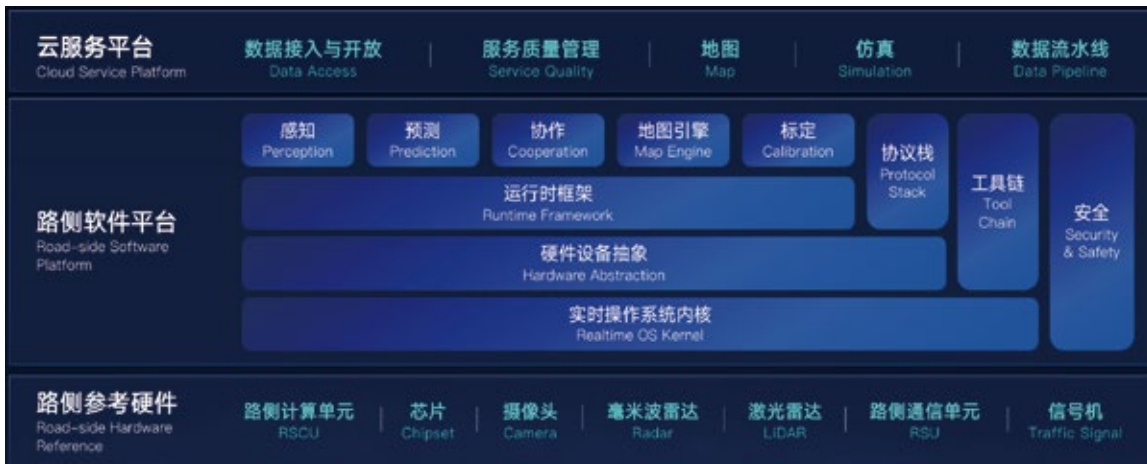 云服务平台
Cloud Service Platform
数据接入与开放
Data Access
服务质量管理
Service Quality
地图
Map
仿真
Simulation
数据流水线
Data Pipeline
路侧软件平台
Road-side Software
Platform
感知
Perception
预测
Prediction
协作
Cooperation
地图引擎
Map Engine
标定
Calibration
协议栈
Protocol
Stack
工具链
Tool
Chain
安全
Security
& Safety
运行时框架
Runtime Framework
硬件设备抽象
Hardware Abstraction
实时操作系统内核
Realtime OS Kernel
路侧参考硬件
Road-side Hardware
Reference
路侧计算单元
RSCU
芯片
Chipset
摄像头
Camera
毫米波雷达
Radar
激光雷达
LiDAR
路侧通信单元
RSU
信号机
Traffic Signal